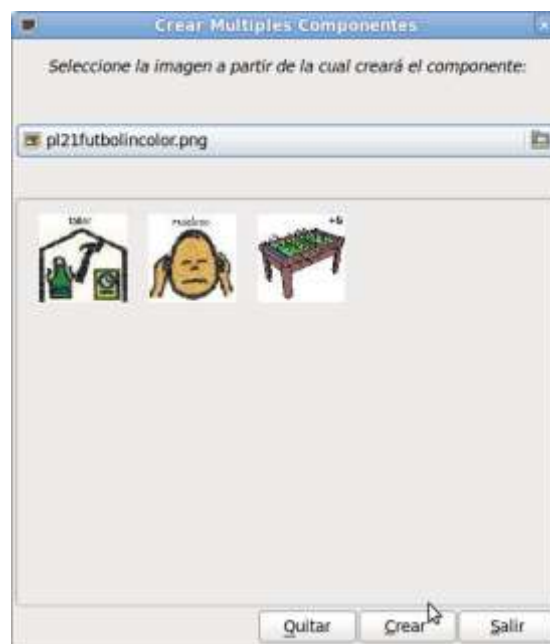 Crear Multiples Componentes
Seleccione la imagen a partir de la cual creará el componente:
pl21futbolincolor.png
taller
+6
Quitar Crear Salir